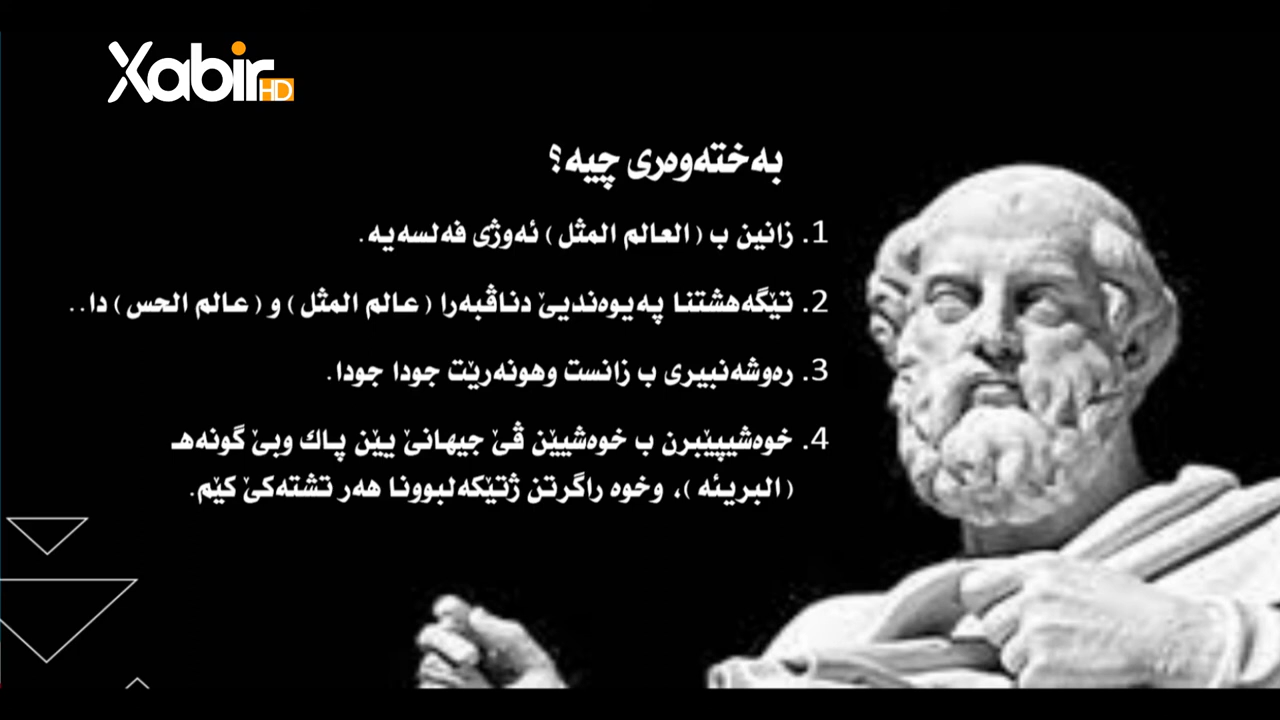 Xabir HD
بەختەوەری چیە؟
1. زانین ب ( العالم المثل ) ئەوژی فەلسەیە.
2. تێگەهشتنا پەیوەندیێ دناڤبەرا ( عالم المثل ) و ( عالم الحس ) دا..
3. رەوشەنبیری ب زانست وهونەرێت جودا جودا.
4. خوەشیپێبرن ب خوەشیێن ڤێ جیهانێ یێن پاك وبێ گونەهـ
( البریئە )، وخوە راگرتن ژتێکەلبوونا هەر تشتەکێ کێم.